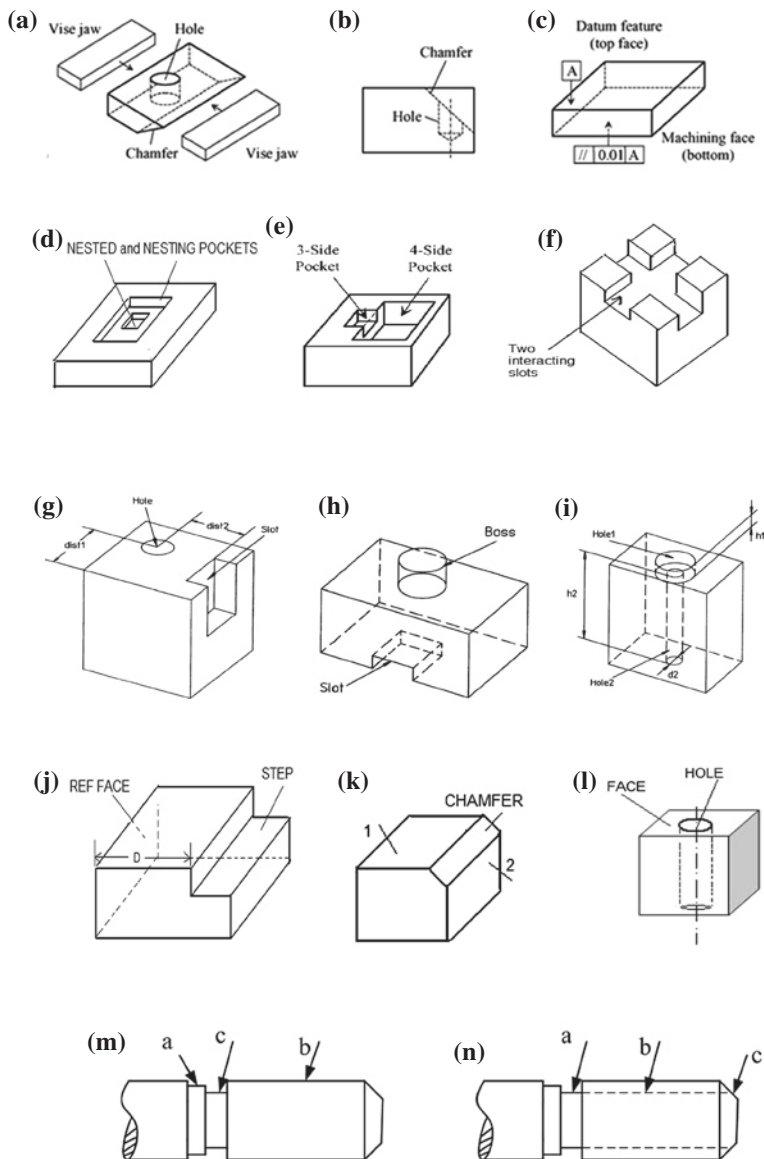 (a)
Vise jaw
Hole
Chamfer
Vise jaw
(b)
Chamfer
Hole
(c)
Datum feature
(top face)
A
Machining face
(bottom)
// 0.01 A
(d)
NESTED and NESTING POCKETS
(e)
3-Side
Pocket
4-Side
Pocket
(f)
Two
interacting
slots
(g)
Hole
dist1
dist2
Slot
(h)
Boss
Slot
(i)
Hole1
h1
h2
Hole2
d2
(j)
REF FACE
STEP
D
(k)
CHAMFER
1
2
(l)
HOLE
FACE
(m)
a
c
b
(n)
a
b
c